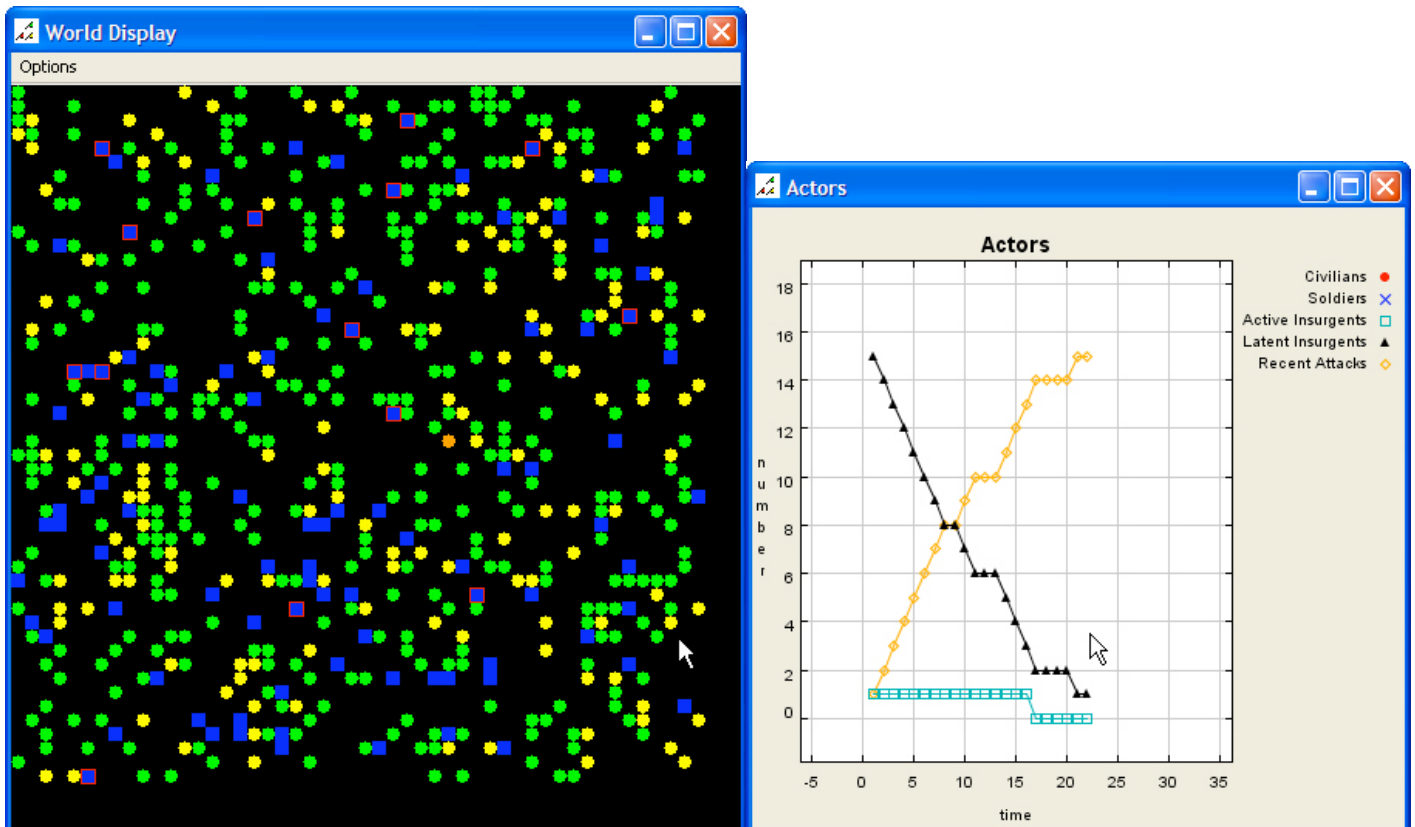 World Display
Options
Actors
Actors
Civilians
Soldiers
Active Insurgents
Latent Insurgents
Recent Attacks
18
16
14
12
10
8
6
4
2
0
number
-5 0 5 10 15 20 25 30 35
time